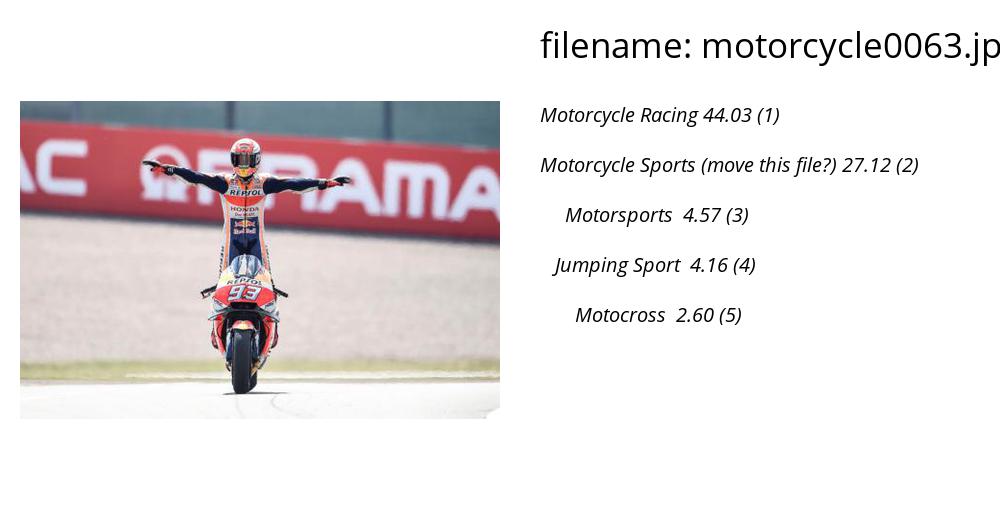 filename: motorcycle0063.jp
Motorcycle Racing 44.03 (1)
Motorcycle Sports (move this file?) 27.12 (2)
Motorsports 4.57 (3)
Jumping Sport 4.16 (4)
Motocross 2.60 (5)
AC
PRAMA
REPSOL
HONDA
Red Bull
REPSOL
93